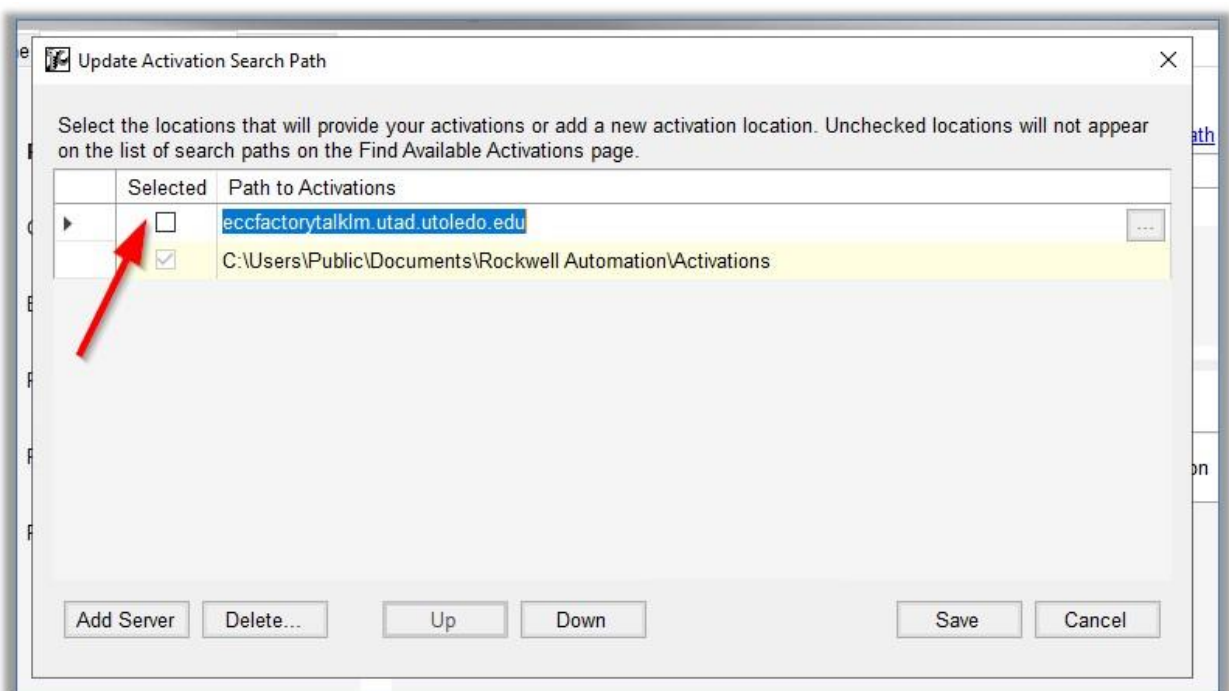 Update Activation Search Path
Select the locations that will provide your activations or add a new activation location. Unchecked locations will not appear
on the list of search paths on the Find Available Activations page.
Selected Path to Activations
eccfactorytalklm.utad.utoledo.edu ...
C:\Users\Public\Documents\Rockwell Automation\Activations
Add Server Delete... Up Down Save Cancel